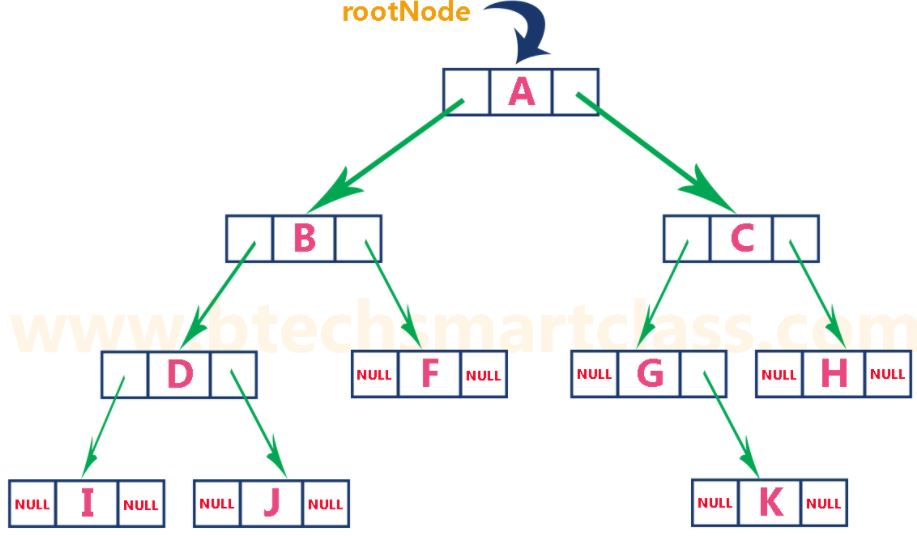 rootNode
A
B
C
www.btechsmartclass.com
D
NULL F NULL
NULL G
NULL H NULL
NULL I NULL
NULL J NULL
NULL K NULL